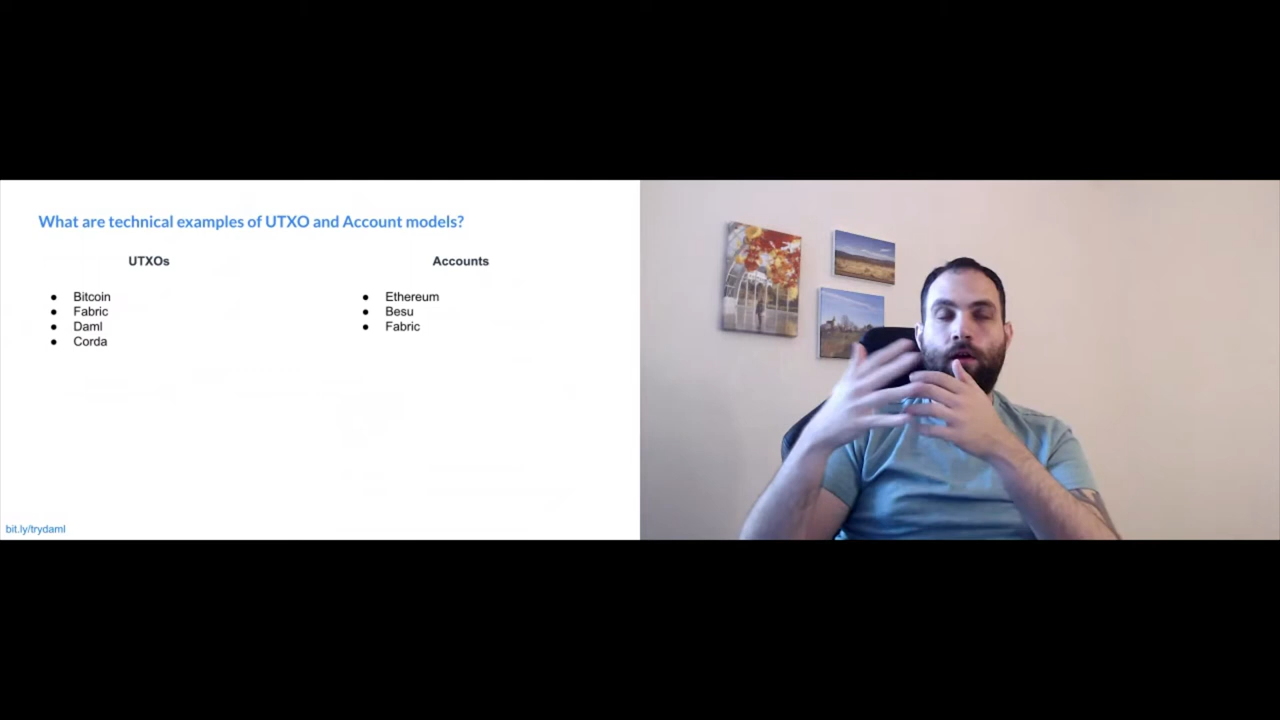 What are technical examples of UTXO and Account models?
UTXOs
● Bitcoin
● Fabric
● Daml
● Corda
Accounts
● Ethereum
● Besu
● Fabric
bit.ly/trydaml